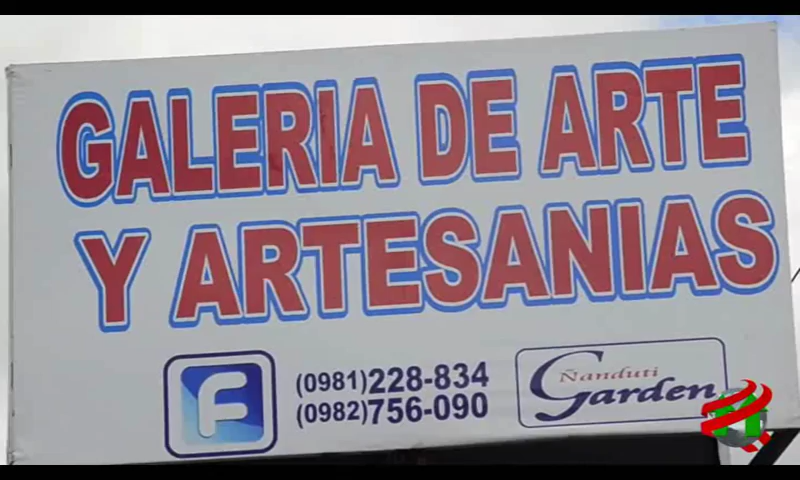 GALERIA DE ARTE
Y ARTESANIAS
f
(0981)228-834
(0982)756-090
Ñanduti
Garden